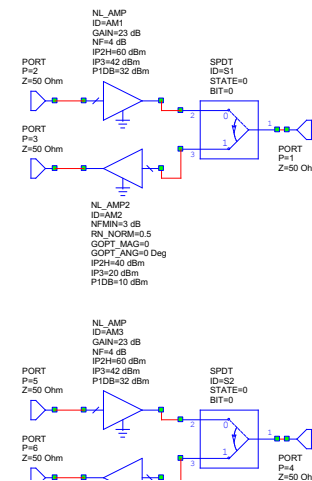 NL_AMP
ID=AM1
GAIN=23 dB
NF=4 dB
IP2H=60 dBm
IP3=42 dBm
P1DB=32 dBm
PORT
P=2
Z=50 Ohm
SPDT
ID=S1
STATE=0
BIT=0
2
0
1
3
1
PORT
P=3
Z=50 Ohm
PORT
P=1
Z=50 Oh
NL_AMP2
ID=AM2
NFMIN=3 dB
RN_NORM=0.5
GOPT_MAG=0
GOPT_ANG=0 Deg
IP2H=40 dBm
IP3=20 dBm
P1DB=10 dBm
NL_AMP
ID=AM3
GAIN=23 dB
NF=4 dB
IP2H=60 dBm
IP3=42 dBm
P1DB=32 dBm
PORT
P=5
Z=50 Ohm
SPDT
ID=S2
STATE=0
BIT=0
2
0
1
3
1
PORT
P=6
Z=50 Ohm
PORT
P=4
Z=50 Oh